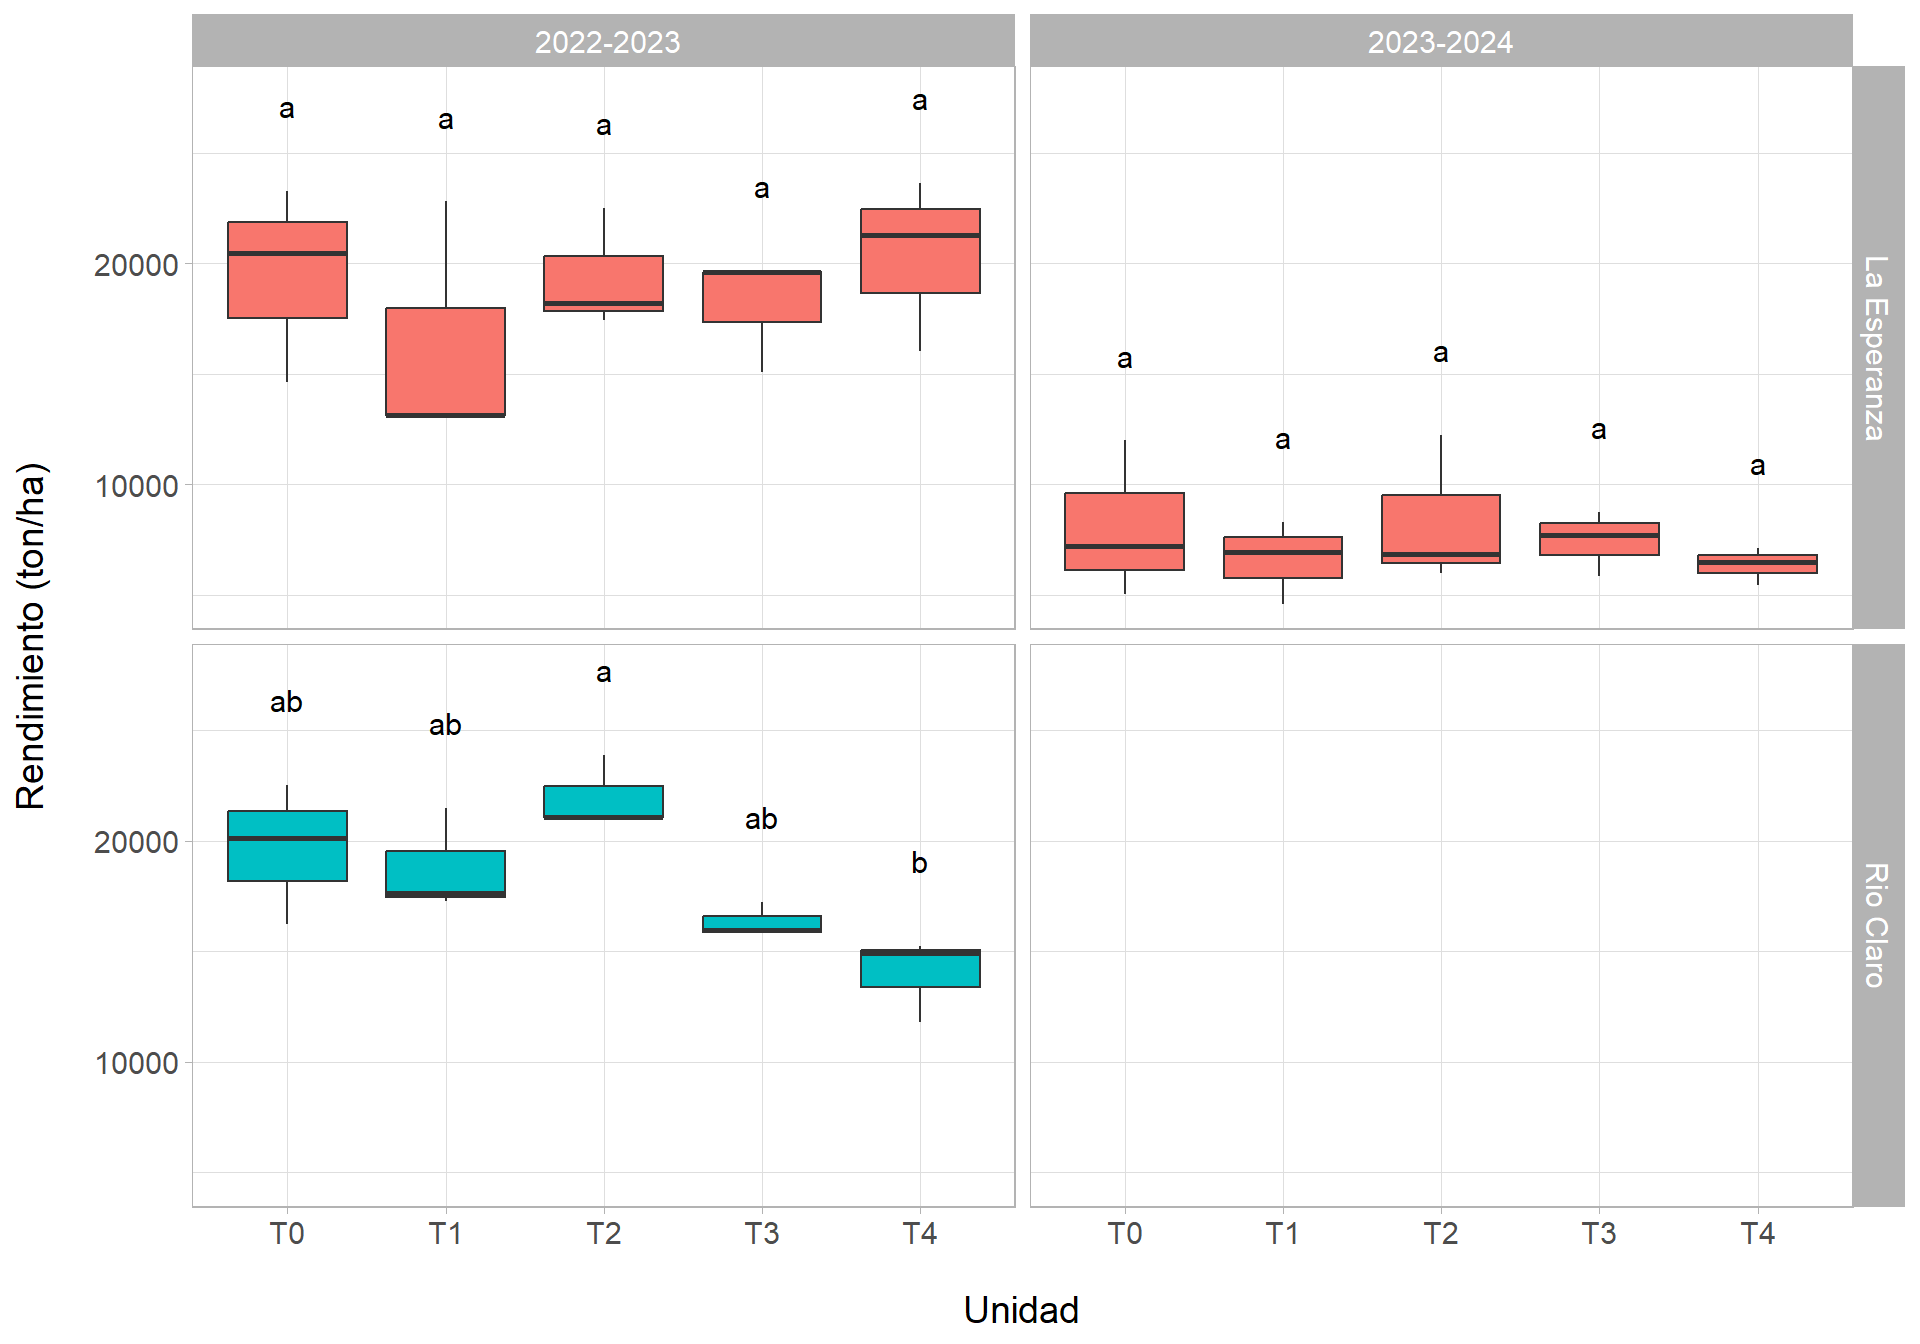 2022-2023
2023-2024
a
a
a
a
a
20000
10000
a
a
a
a
a
La Esperanza
Rendimiento (ton/ha)
ab
ab
a
ab
b
20000
10000
Rio Claro
T0
T1
T2
T3
T4
T0
T1
T2
T3
T4
Unidad